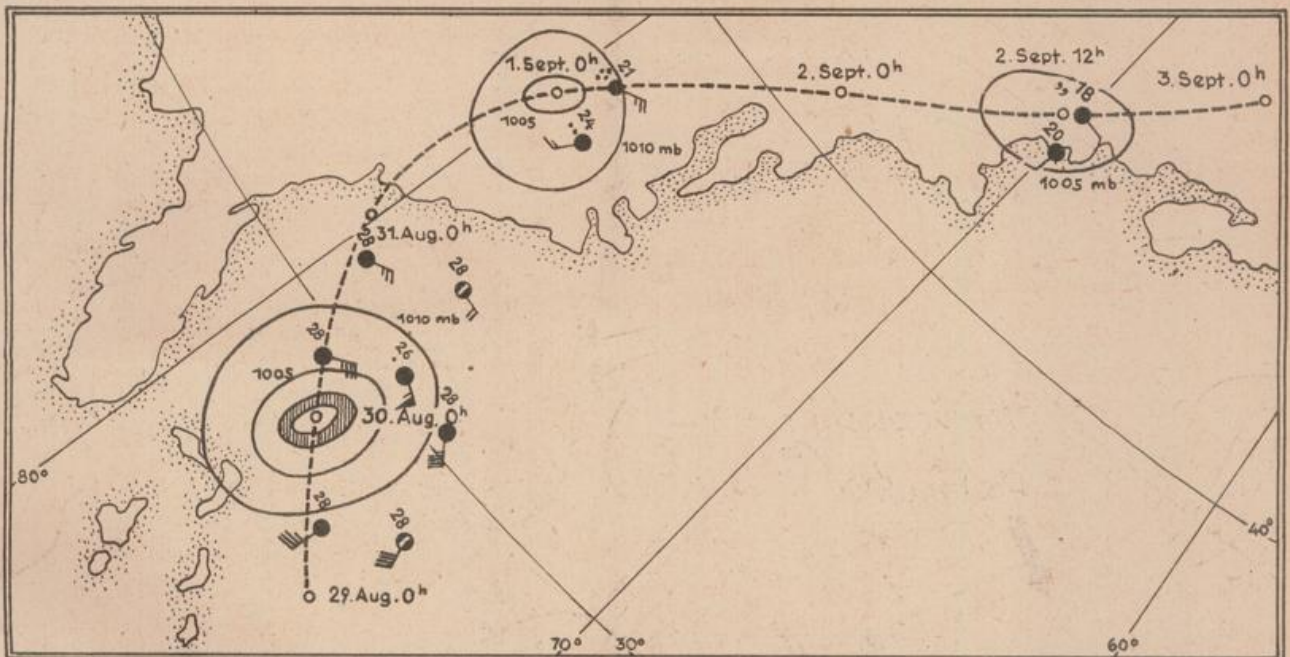 1. Sept. 0h
21
2. Sept. 0h
2. Sept. 12h
18
3. Sept. 0h
1005
24
1010 mb
20
1005 mb
31. Aug. 0h
28
28
1010 mb
28
26
1005
30. Aug. 0h
28
80°
28
28
40°
29. Aug. 0h
70°
30°
60°